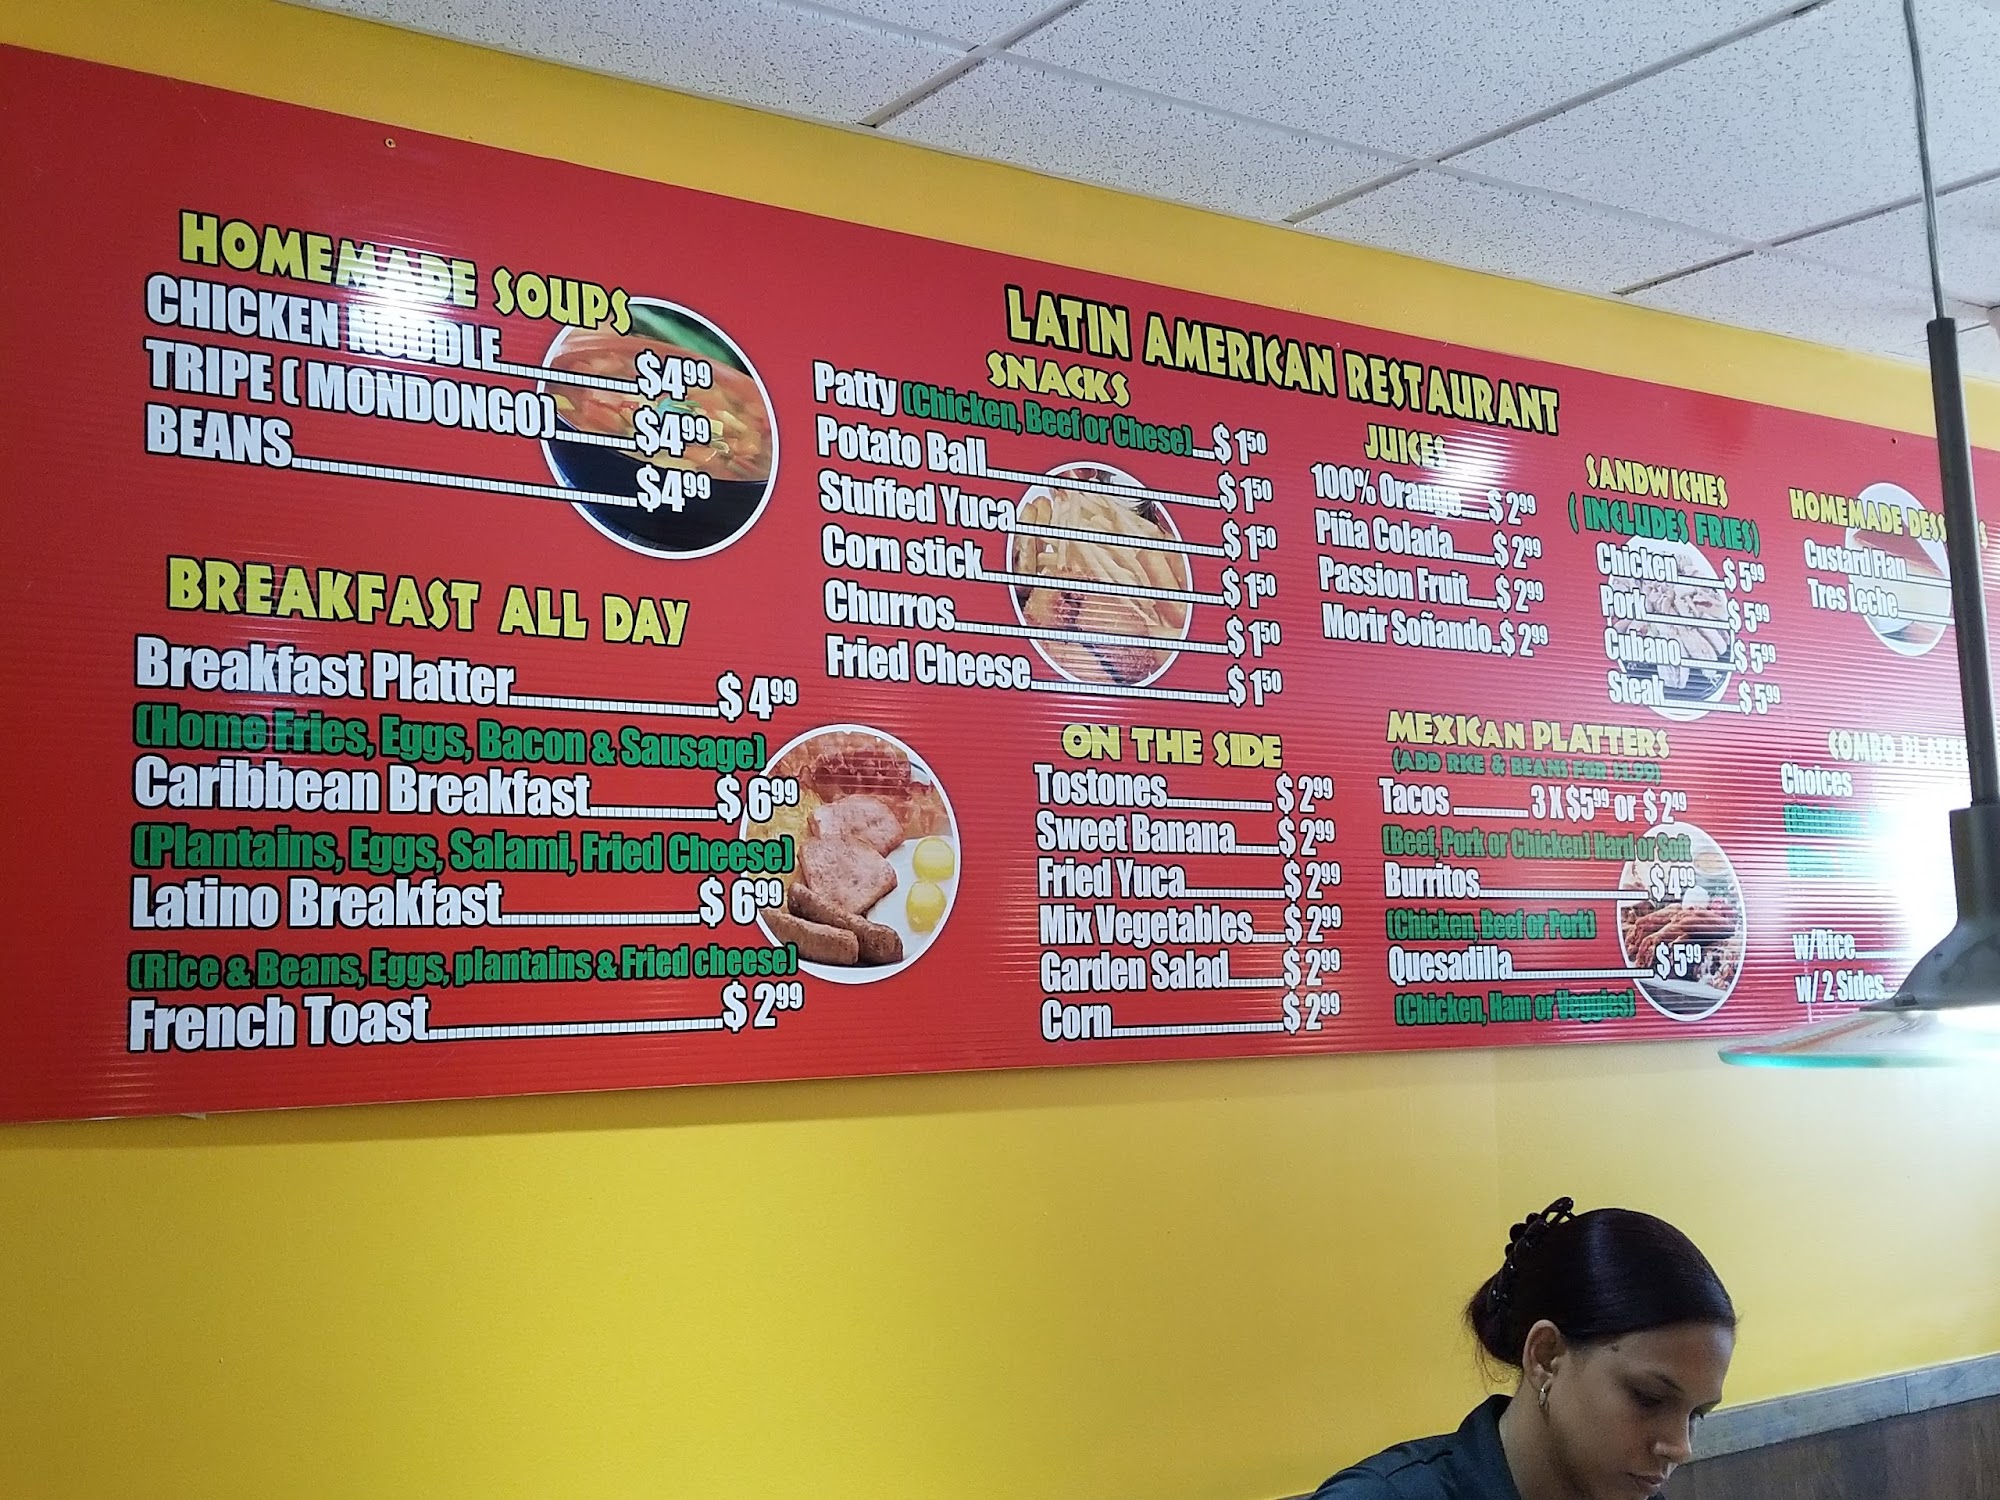 HOMEMADE SOUPS
CHICKEN NOODLE $4.99
TRIPE ( MONDONGO) $4.99
BEANS $4.99
BREAKFAST ALL DAY
Breakfast Platter $4.99
(Home Fries, Eggs, Bacon & Sausage)
Caribbean Breakfast $6.99
(Plantains, Eggs, Salami, Fried Cheese)
Latino Breakfast $6.99
(Rice & Beans, Eggs, plantains & Fried cheese)
French Toast $2.99
LATIN AMERICAN RESTAURANT
SNACKS
Patty (Chicken, Beef or Chese) $1.50
Potato Ball $1.50
Stuffed Yuca $1.50
Corn stick $1.50
Churros $1.50
Fried Cheese $1.50
JUICES
100% Orange $2.99
Piña Colada $2.99
Passion Fruit $2.99
Morir Soñando $2.99
SANDWICHES
( INCLUDES FRIES)
Chicken $5.99
Pork $5.99
Cubano $5.99
Steak $5.99
HOMEMADE
Custard Flan
Tres Leche
ON THE SIDE
Tostones $2.99
Sweet Banana $2.99
Fried Yuca $2.99
Mix Vegetables $2.99
Garden Salad $2.99
Corn $2.99
MEXICAN PLATTERS
(ADD RICE & BEANS FOR $1.99)
Tacos 3 X $5.99 or $2.49
(Beef, Pork or Chicken) Hard or Soft
Burritos $4.99
(Chicken, Beef or Pork)
Quesadilla $5.99
(Chicken, Ham or Veggies)
COMBO
Choices
w/Rice
w/ 2 Sides